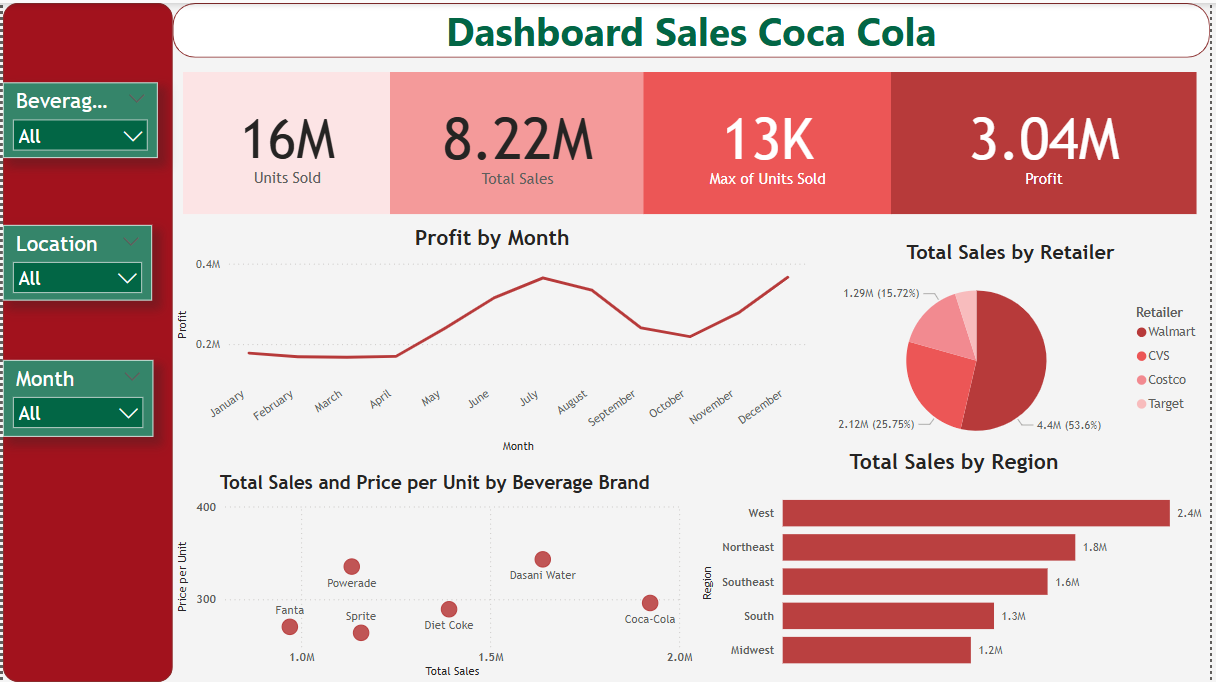 Dashboard Sales Coca Cola
Beverag...
All
Location
All
Month
All
16M
Units Sold
8.22M
Total Sales
13K
Max of Units Sold
3.04M
Profit
Profit by Month
0.4M
0.2M
Profit
January
February
March
April
May
June
July
August
September
October
November
December
Month
Total Sales by Retailer
1.29M (15.72%)
2.12M (25.75%)
4.4M (53.6%)
Retailer
Walmart
CVS
Costco
Target
Total Sales and Price per Unit by Beverage Brand
400
300
Price per Unit
Powerade
Dasani Water
Fanta
Sprite
Diet Coke
Coca-Cola
1.0M
1.5M
2.0M
Total Sales
Total Sales by Region
Region
West 2.4M
Northeast 1.8M
Southeast 1.6M
South 1.3M
Midwest 1.2M